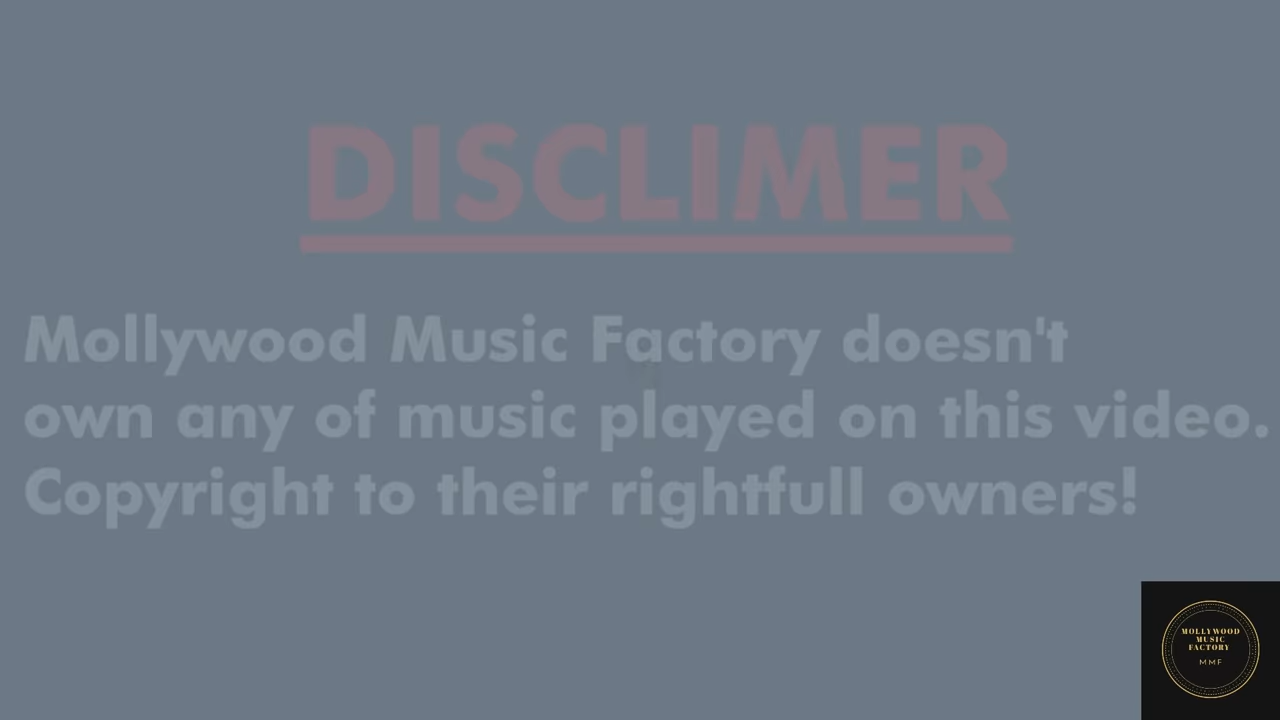 DISCLIMER
Mollywood Music Factory doesn't
own any of music played on this video.
Copyright to their rightfull owners!
MOLLYWOOD
MUSIC
FACTORY
MMF